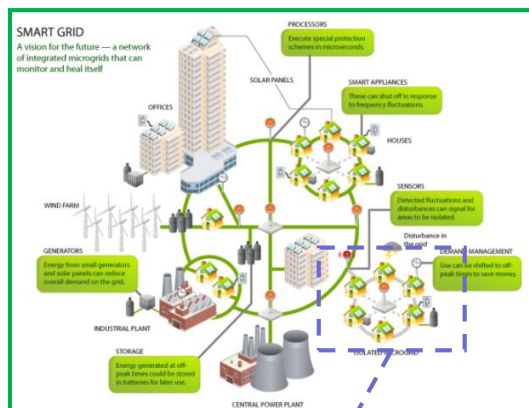 SMART GRID
A vision for the future — a network
of integrated microgrids that can
monitor and heal itself
PROCESSORS
Execute special protection
schemes in microseconds.
SOLAR PANELS
SMART APPLIANCES
These can shut off in response
to frequency fluctuations.
OFFICES
HOUSES
SENSORS
Detected fluctuations and
disturbances can signal for
areas to be isolated.
WIND FARM
Disturbance in
the grid
GENERATORS
Energy from small generators
and solar panels can reduce
overall demand on the grid.
DEMAND MANAGEMENT
Use can be shifted to off-
peak times to save money.
INDUSTRIAL PLANT
STORAGE
Energy generated at off-
peak times could be stored
in batteries for later use.
ISOLATED MICROGRID
CENTRAL POWER PLANT